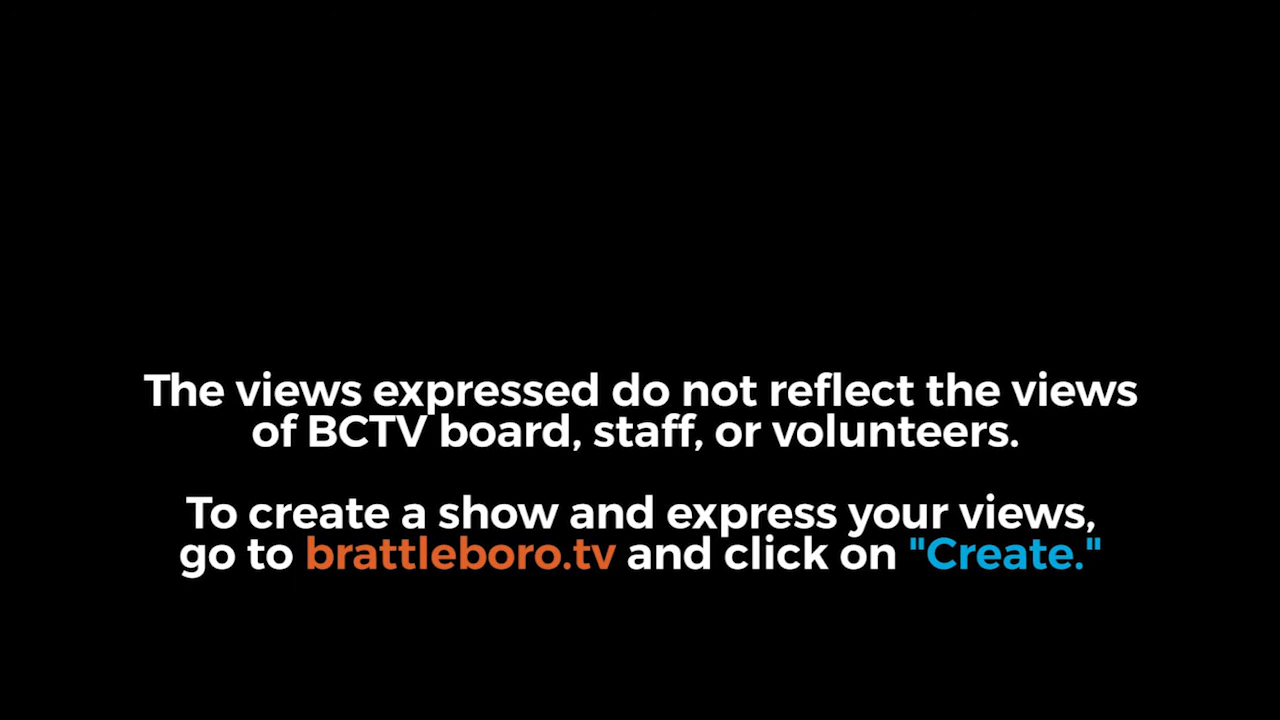 The views expressed do not reflect the views
of BCTV board, staff, or volunteers.
To create a show and express your views,
go to brattleboro.tv and click on "Create."